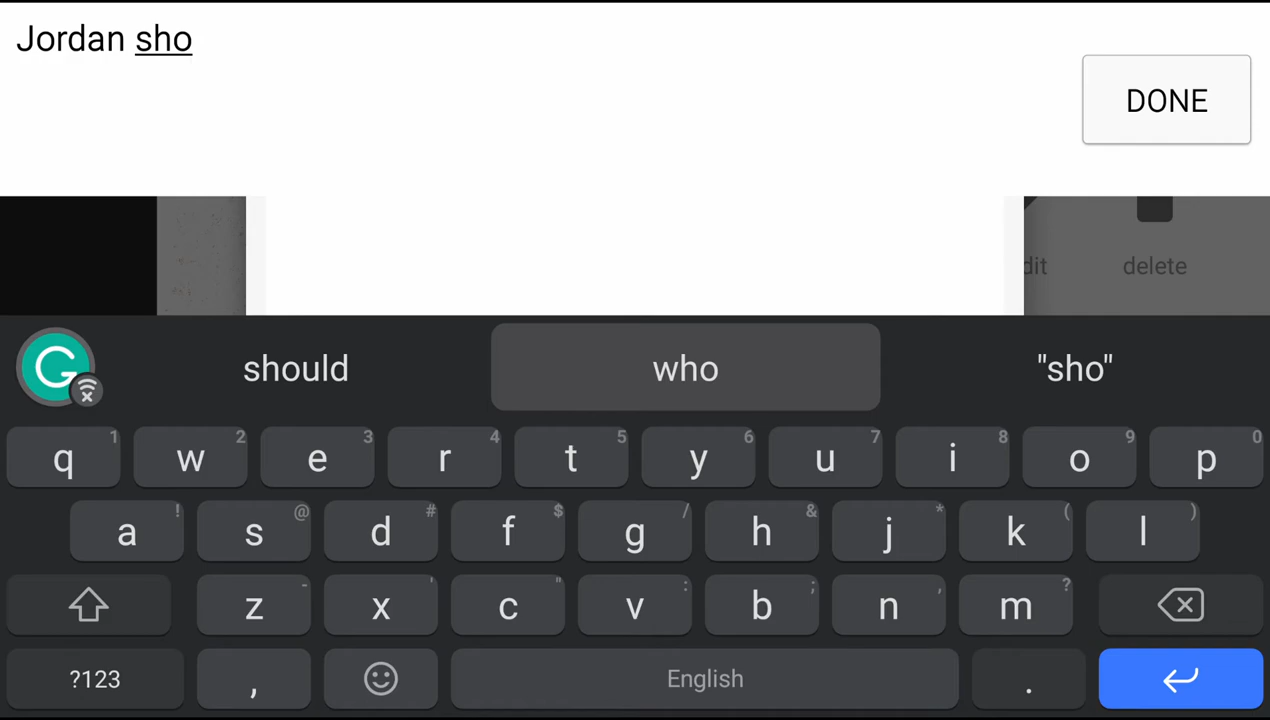 Jordan sho
DONE
dit
delete
should
who
"sho"
q 1 w 2 e 3 r 4 t 5 y 6 u 7 i 8 o 9 p 0
a ! s @ d # f $ g / h & j * k ( l )
z - x ' c " v : b ; n , m ?
?123 , English .